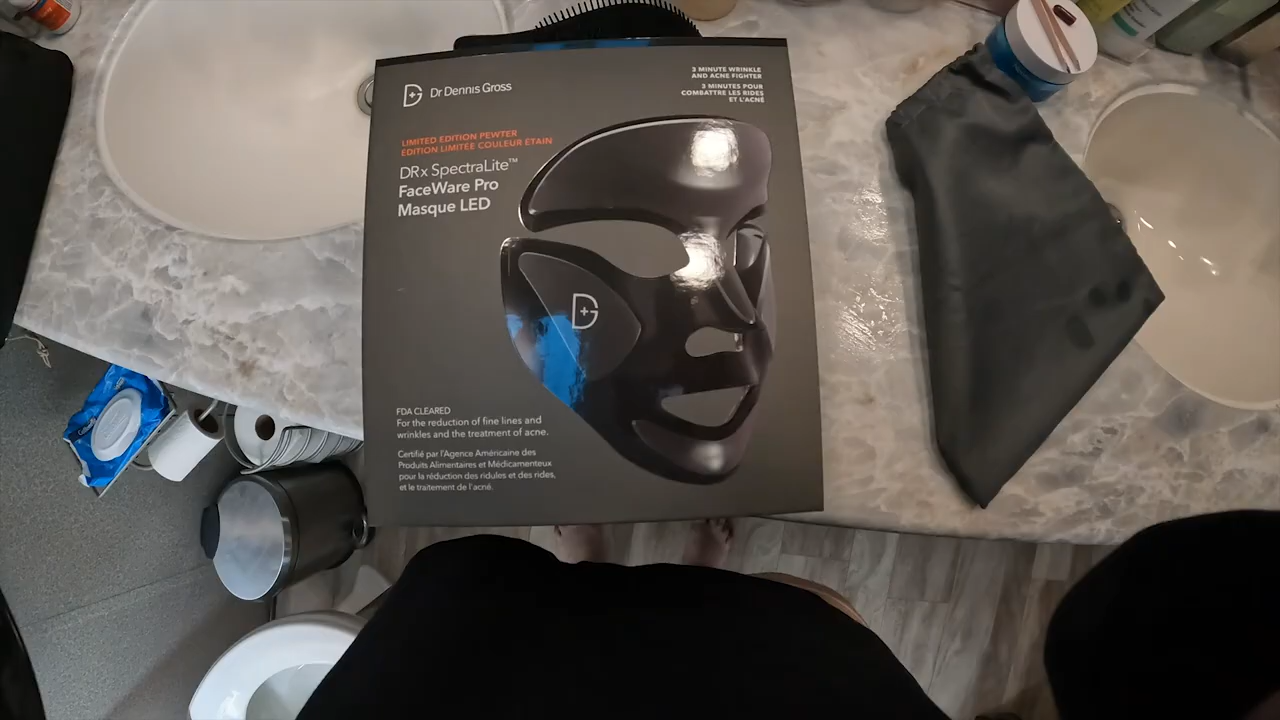 Dr Dennis Gross
3 MINUTE WRINKLE
AND ACNE FIGHTER
3 MINUTES POUR
COMBATTRE LES RIDES
ET L'ACNÉ
LIMITED EDITION PEWTER
ÉDITION LIMITÉE COULEUR ETAIN
DRx SpectraLite™
FaceWare Pro
Masque LED
FDA CLEARED
For the reduction of fine lines and
wrinkles and the treatment of acne.
Certifié par l'Agence Américaine des
Produits Alimentaires et Médicamenteux
pour la réduction des ridules et des rides,
et le traitement de l'acné.